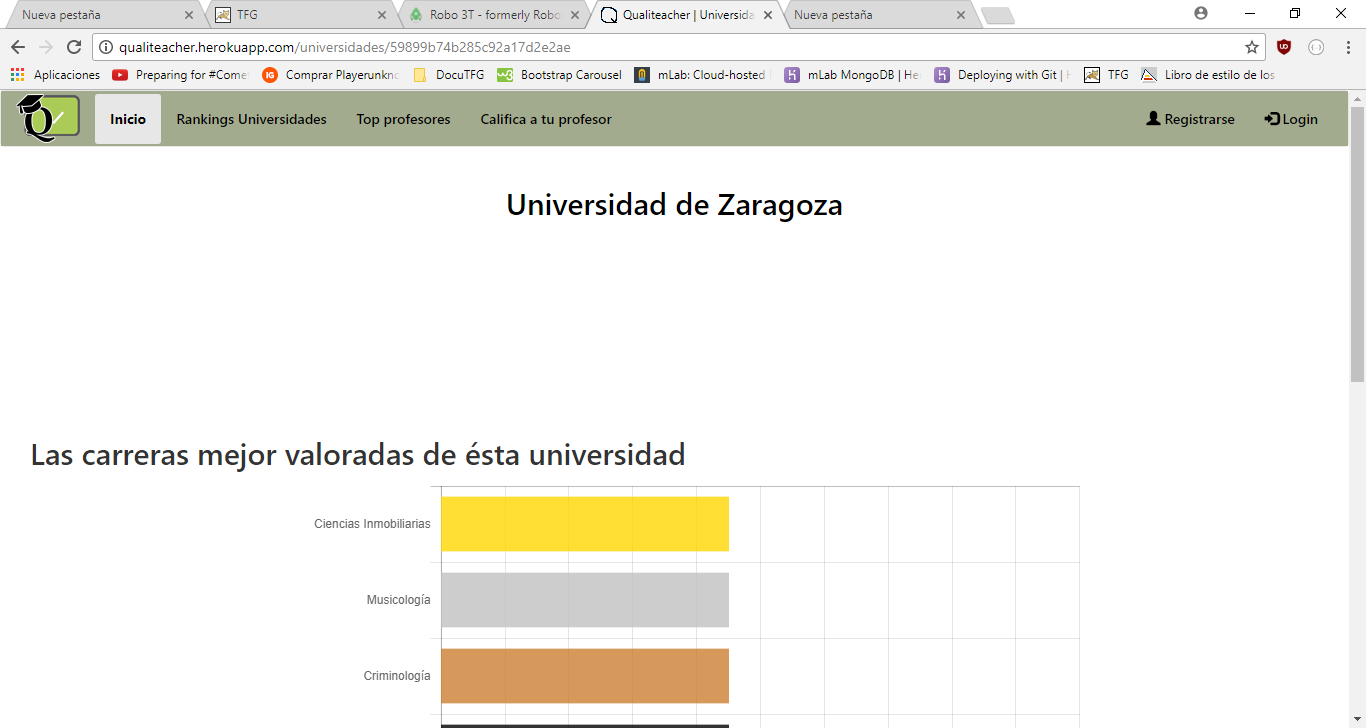 Nueva pestaña
TFG
Robo 3T - formerly Robo
Qualiteacher | Universida
Nueva pestaña
qualiteacher.herokuapp.com/universidades/59899b74b285c92a17d2e2ae
Aplicaciones
Preparing for #Come
Comprar Playerunkno
DocuTFG
Bootstrap Carousel
mLab: Cloud-hosted
mLab MongoDB | He
Deploying with Git | H
TFG
Libro de estilo de los
Q
Inicio
Rankings Universidades
Top profesores
Califica a tu profesor
Registrarse
Login
Universidad de Zaragoza
Las carreras mejor valoradas de ésta universidad
Ciencias Inmobiliarias
Musicología
Criminología